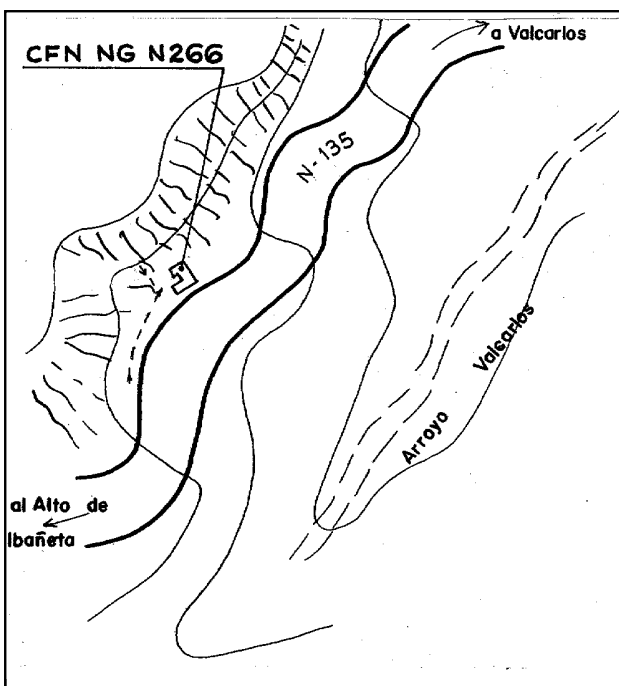 a Valcarlos
CFN NG N266
N-135
Arroyo Valcarlos
al Alto de
Ibañeta